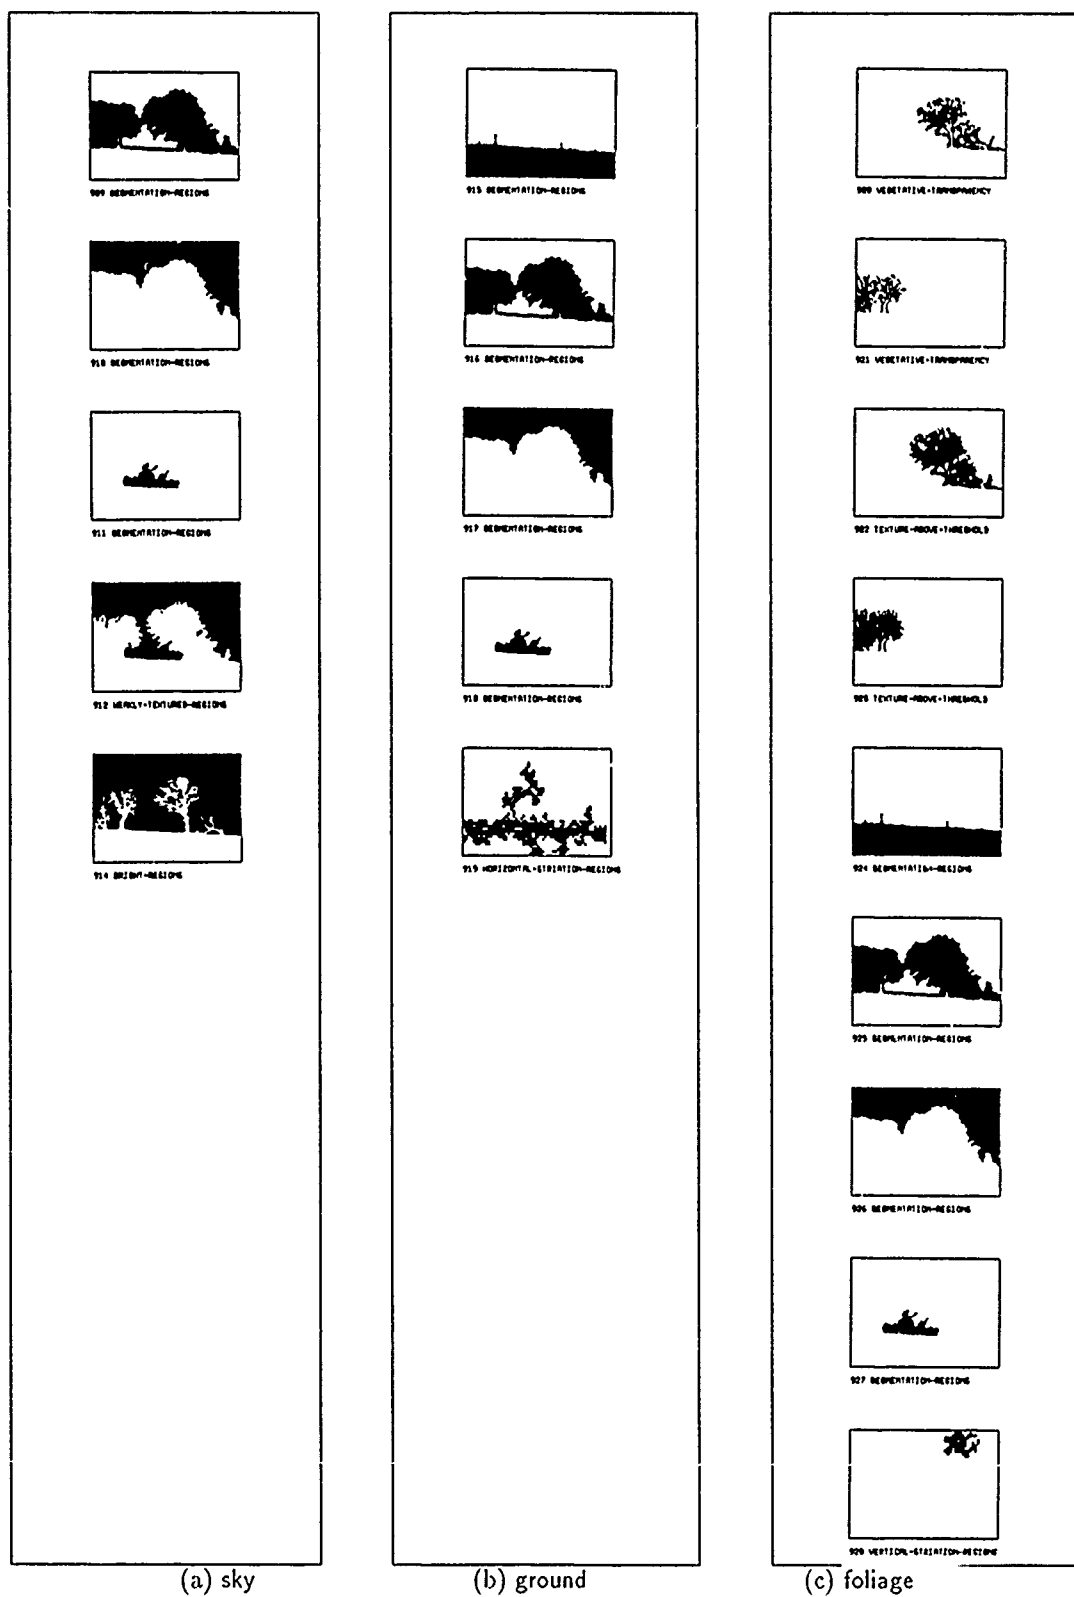 909 SEGMENTATION-REGIONS
910 SEGMENTATION-REGIONS
911 SEGMENTATION-REGIONS
912 WEAKLY-TEXTURED-REGIONS
914 BRIGHT-REGIONS
(a) sky
915 SEGMENTATION-REGIONS
916 SEGMENTATION-REGIONS
917 SEGMENTATION-REGIONS
918 SEGMENTATION-REGIONS
919 HORIZONTAL-STRIATION-REGIONS
(b) ground
VEGETATIVE-TRANSPARENCY
921 VEGETATIVE-TRANSPARENCY
922 TEXTURE-ABOVE-THRESHOLD
TEXTURE-ABOVE-THRESHOLD
924 SEGMENTATION-REGIONS
925 SEGMENTATION-REGIONS
926 SEGMENTATION-REGIONS
927 SEGMENTATION-REGIONS
VERTICAL-STRIATION-REGIONS
(c) foliage